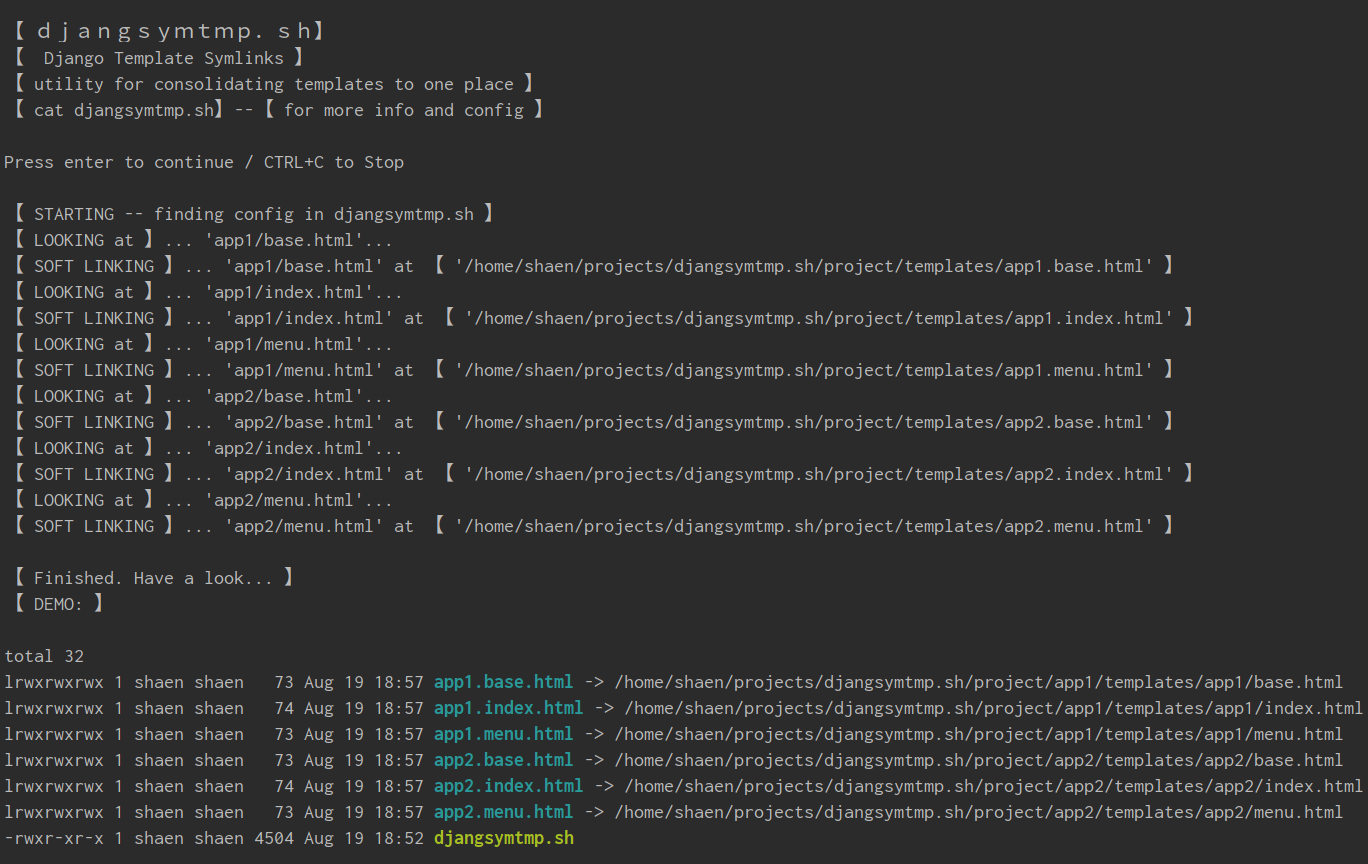 【 ｄｊａｎｇｓｙｍｔｍｐ．ｓｈ】
【  Django Template Symlinks 】
【 utility for consolidating templates to one place 】
【 cat djangsymtmp.sh】--【 for more info and config 】
Press enter to continue / CTRL+C to Stop
【 STARTING -- finding config in djangsymtmp.sh 】
【 LOOKING at 】... 'app1/base.html'...
【 SOFT LINKING 】... 'app1/base.html' at 【 '/home/shaen/projects/djangsymtmp.sh/project/templates/app1.base.html' 】
【 LOOKING at 】... 'app1/index.html'...
【 SOFT LINKING 】... 'app1/index.html' at 【 '/home/shaen/projects/djangsymtmp.sh/project/templates/app1.index.html' 】
【 LOOKING at 】... 'app1/menu.html'...
【 SOFT LINKING 】... 'app1/menu.html' at 【 '/home/shaen/projects/djangsymtmp.sh/project/templates/app1.menu.html' 】
【 LOOKING at 】... 'app2/base.html'...
【 SOFT LINKING 】... 'app2/base.html' at 【 '/home/shaen/projects/djangsymtmp.sh/project/templates/app2.base.html' 】
【 LOOKING at 】... 'app2/index.html'...
【 SOFT LINKING 】... 'app2/index.html' at 【 '/home/shaen/projects/djangsymtmp.sh/project/templates/app2.index.html' 】
【 LOOKING at 】... 'app2/menu.html'...
【 SOFT LINKING 】... 'app2/menu.html' at 【 '/home/shaen/projects/djangsymtmp.sh/project/templates/app2.menu.html' 】
【 Finished. Have a look... 】
【 DEMO: 】
total 32
lrwxrwxrwx 1 shaen shaen   73 Aug 19 18:57 app1.base.html -> /home/shaen/projects/djangsymtmp.sh/project/app1/templates/app1/base.html
lrwxrwxrwx 1 shaen shaen   74 Aug 19 18:57 app1.index.html -> /home/shaen/projects/djangsymtmp.sh/project/app1/templates/app1/index.html
lrwxrwxrwx 1 shaen shaen   73 Aug 19 18:57 app1.menu.html -> /home/shaen/projects/djangsymtmp.sh/project/app1/templates/app1/menu.html
lrwxrwxrwx 1 shaen shaen   73 Aug 19 18:57 app2.base.html -> /home/shaen/projects/djangsymtmp.sh/project/app2/templates/app2/base.html
lrwxrwxrwx 1 shaen shaen   74 Aug 19 18:57 app2.index.html -> /home/shaen/projects/djangsymtmp.sh/project/app2/templates/app2/index.html
lrwxrwxrwx 1 shaen shaen   73 Aug 19 18:57 app2.menu.html -> /home/shaen/projects/djangsymtmp.sh/project/app2/templates/app2/menu.html
-rwxr-xr-x 1 shaen shaen 4504 Aug 19 18:52 djangsymtmp.sh